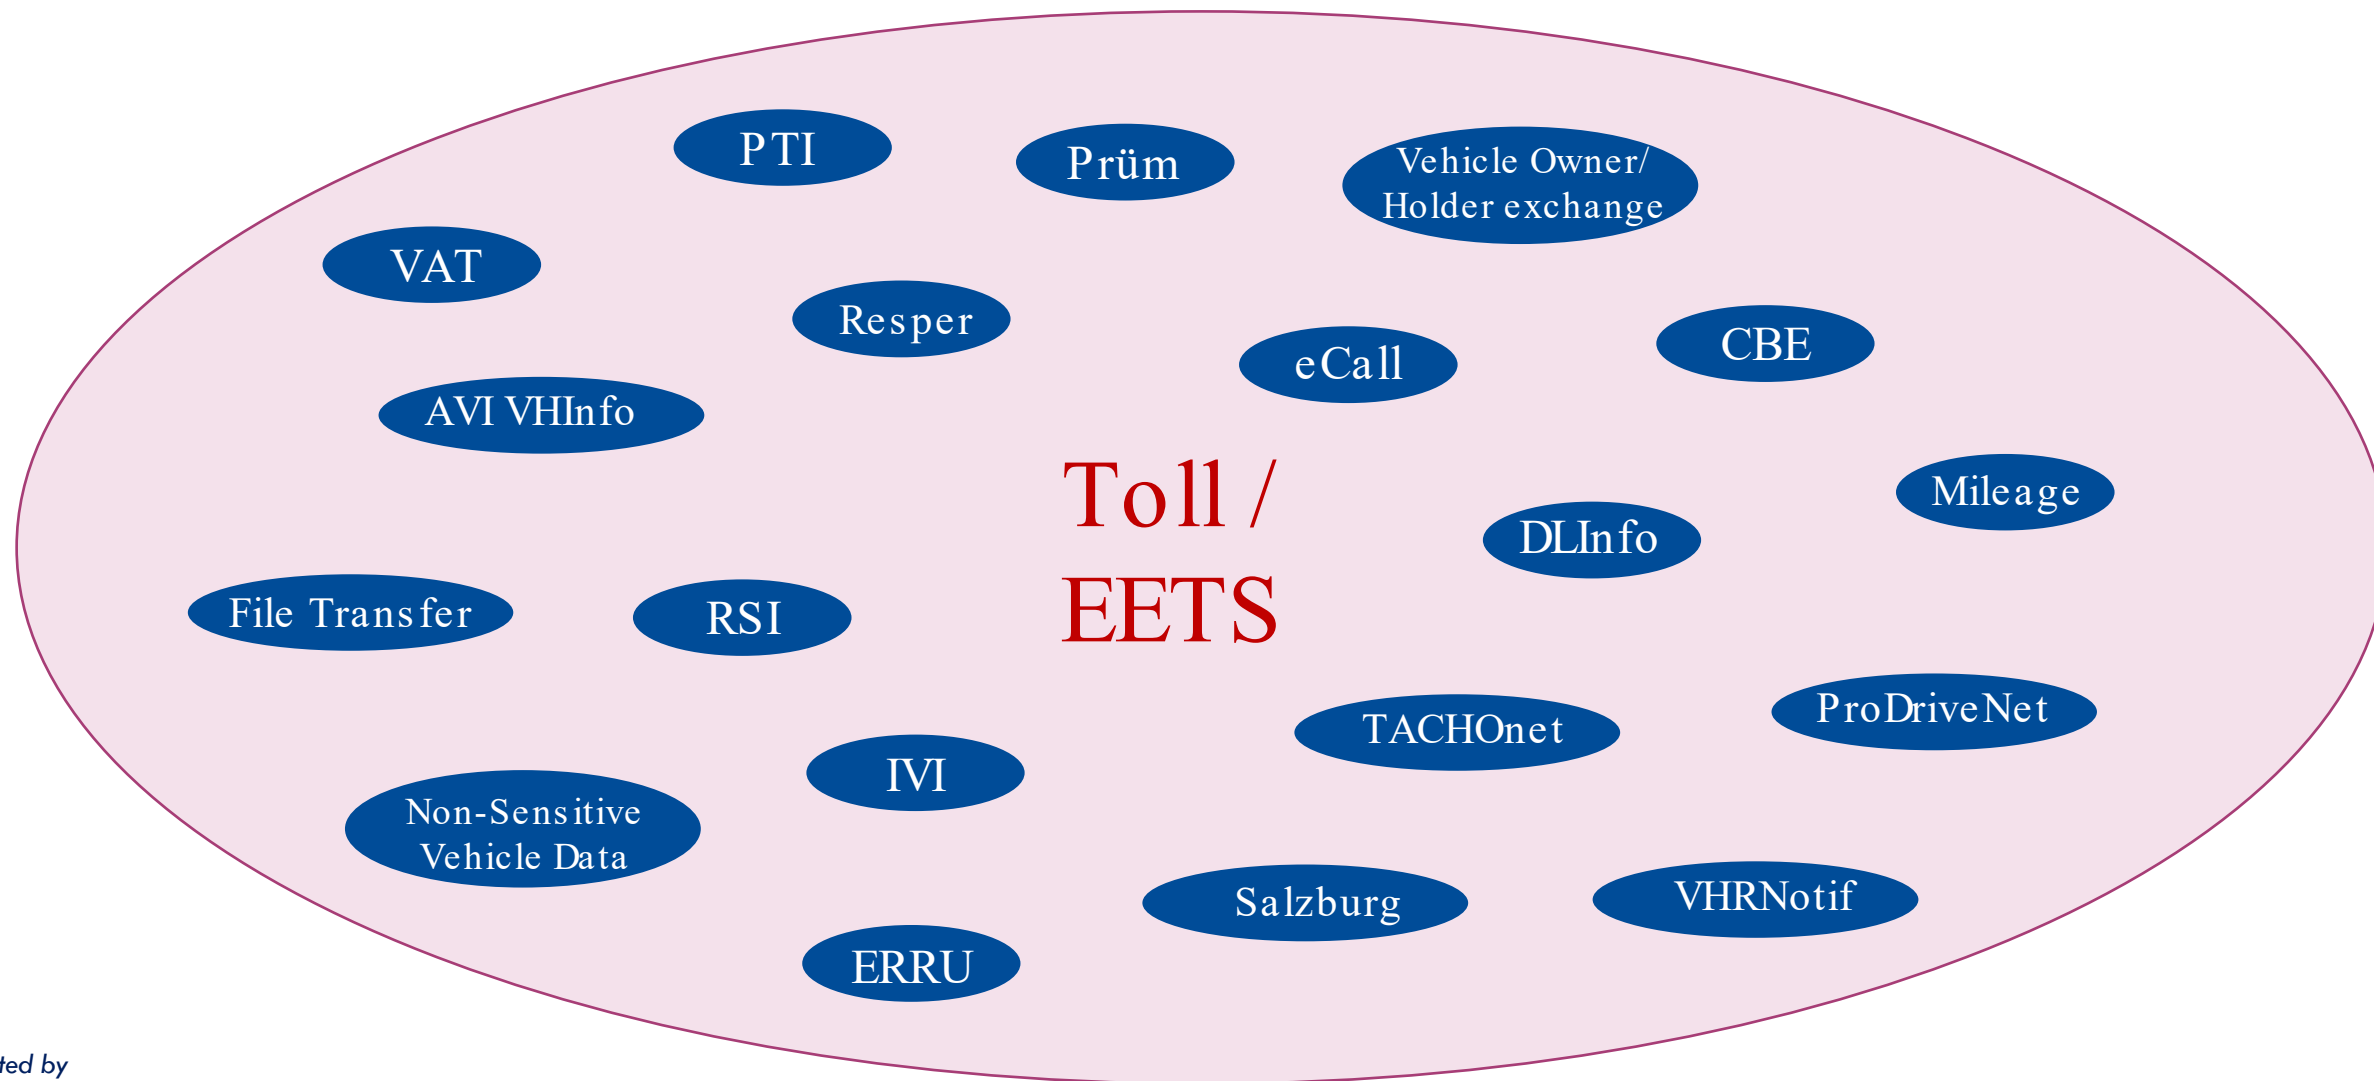 PTI
Prüm
Vehicle Owner/
Holder exchange
VAT
Resper
eCall
CBE
AVI VHInfo
Toll /
EETS
Mileage
DLInfo
File Transfer
RSI
TACHOnet
ProDriveNet
IVI
Non-Sensitive
Vehicle Data
Salzburg
VHRNotif
ERRU
by